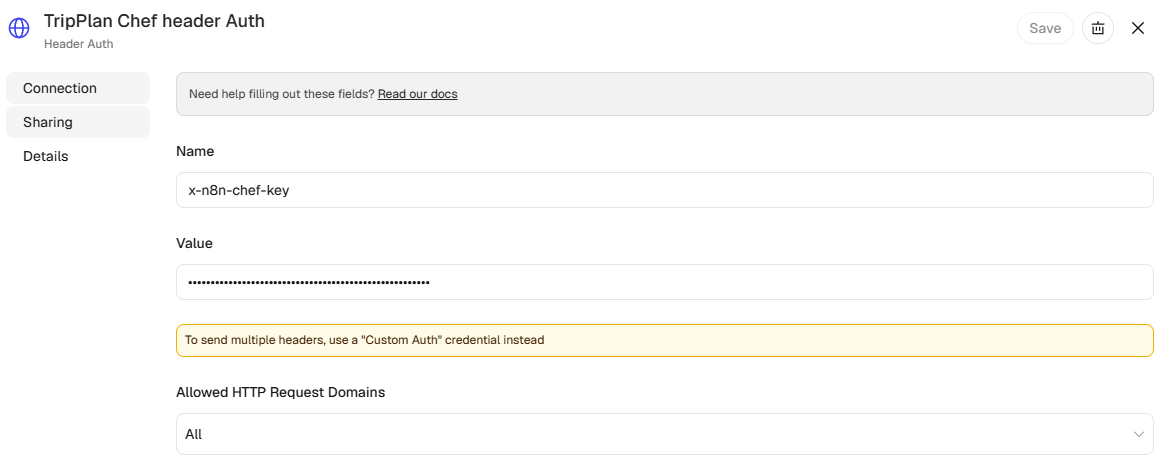 TripPlan Chef header Auth
Header Auth
Save
Connection
Sharing
Details
Need help filling out these fields? Read our docs
Name
x-n8n-chef-key
Value
••••••••••••••••••••••••••••••••••••••••••••••••••••••
To send multiple headers, use a "Custom Auth" credential instead
Allowed HTTP Request Domains
All